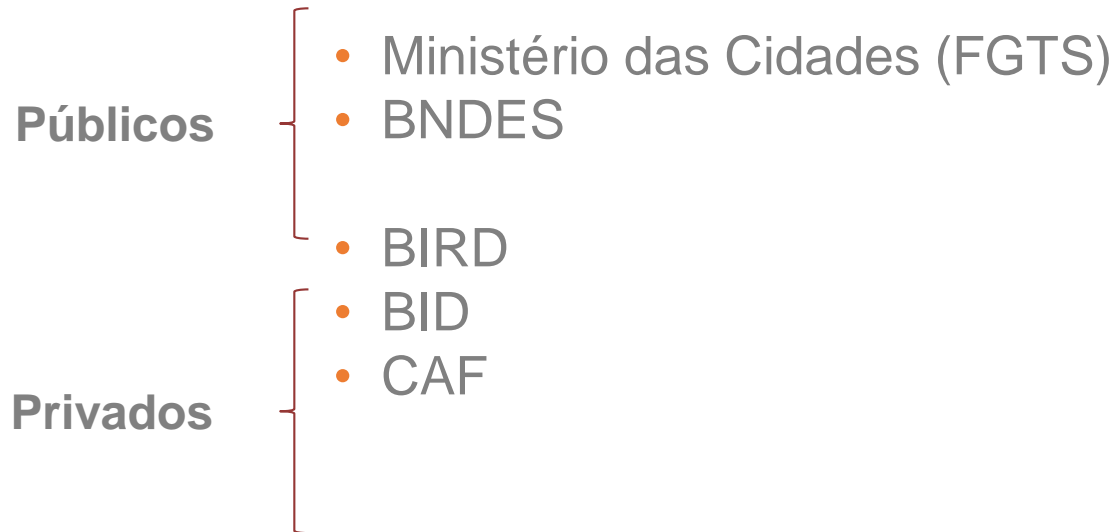 Públicos
• Ministério das Cidades (FGTS)
• BNDES
• BIRD
• BID
• CAF
Privados